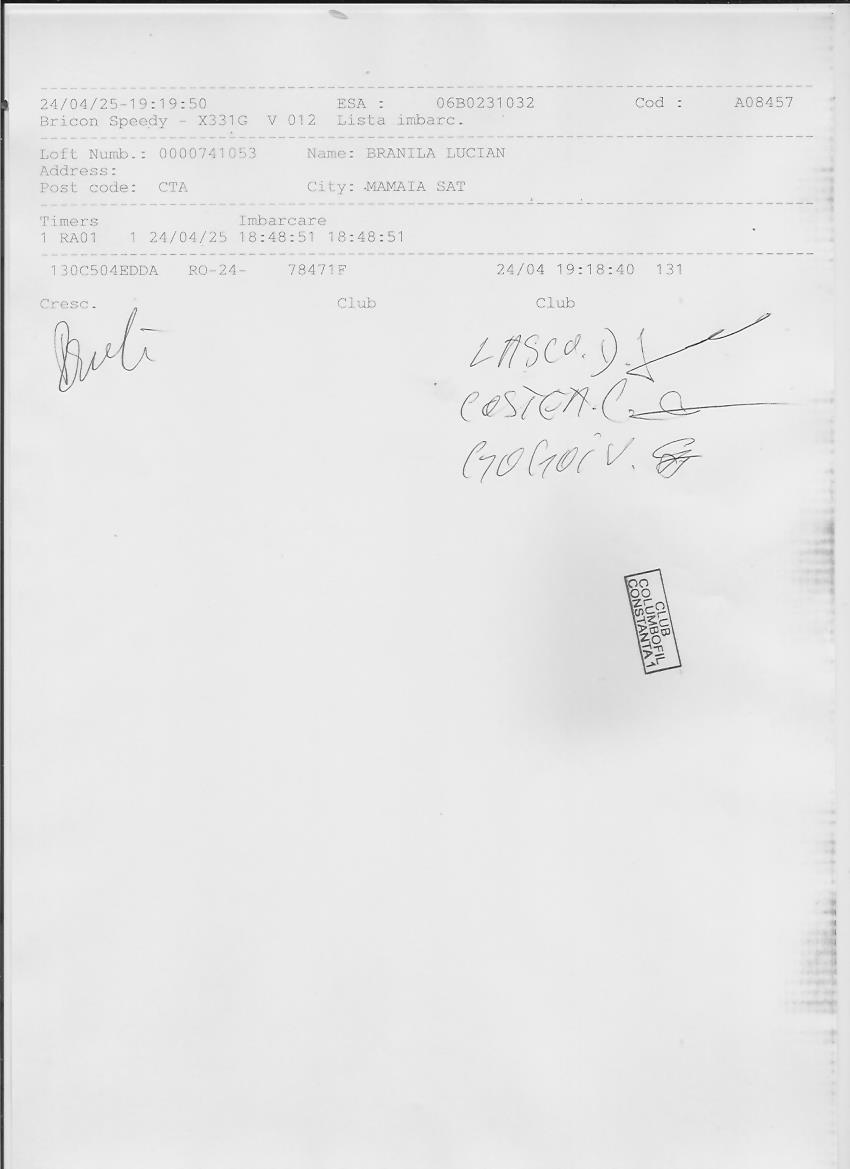 24/04/25-19:19:50 ESA : 06B0231032 Cod : A08457
Bricon Speedy - X331G V 012 Lista imbarc.
Loft Numb.: 0000741053 Name: BRANILA LUCIAN
Address:
Post code: CTA City: MAMAIA SAT
Timers Imbarcare
1 RA01 1 24/04/25 18:48:51 18:48:51
130C504EDDA RO-24- 78471F 24/04 19:18:40 131
Cresc. Club Club
LASCO. D.
COSTEA. C.
GOGOI V.
CLUB
COLUMBOFIL
CONSTANTA 1